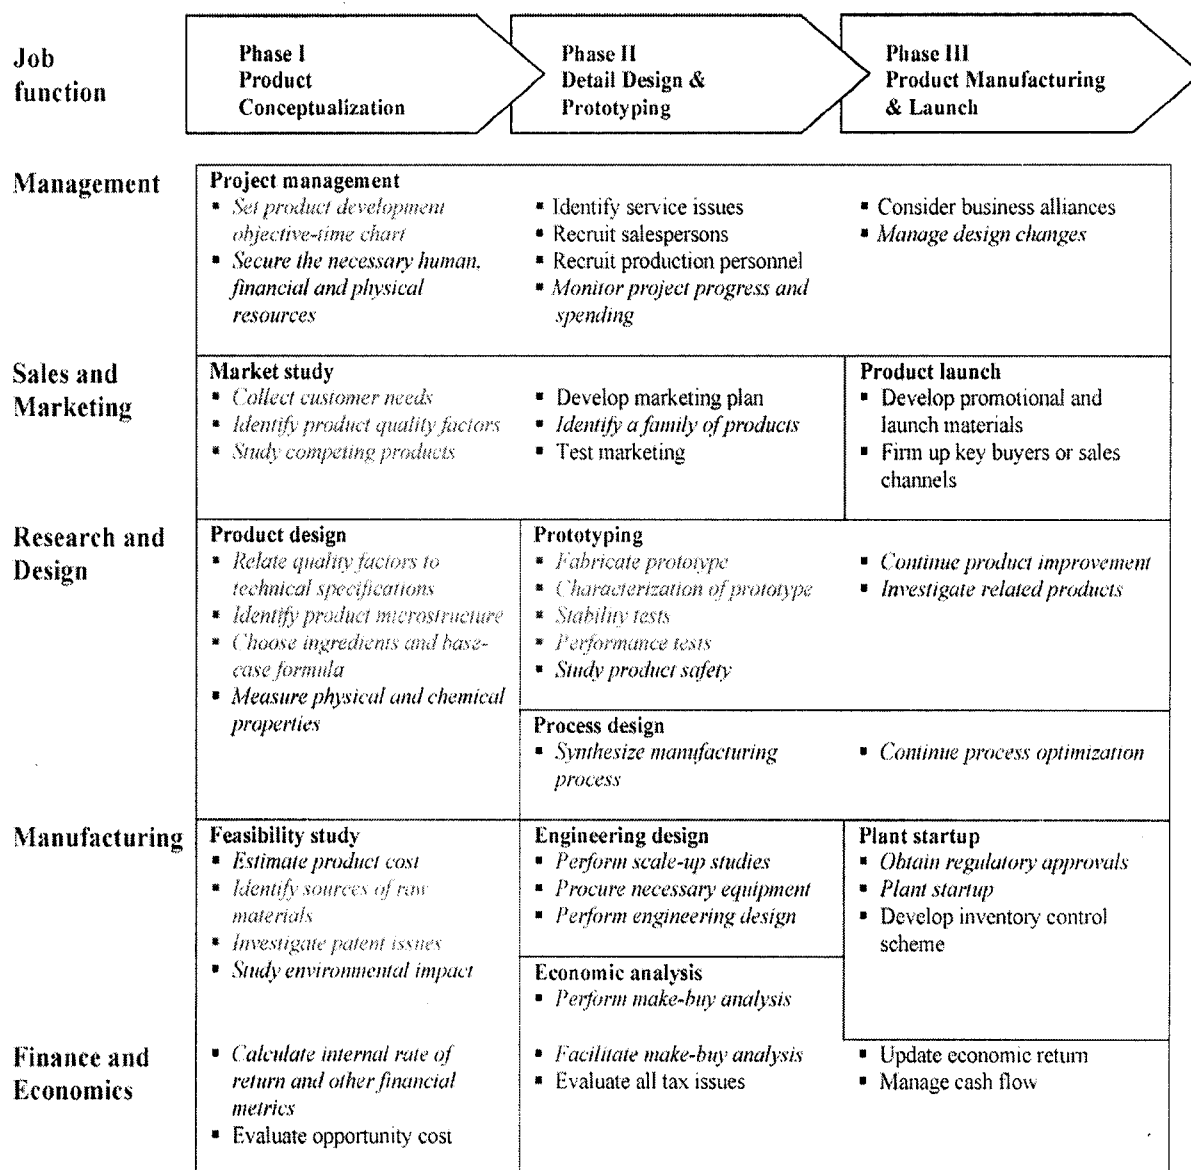 Job
function
Phase I
Product
Conceptualization
Phase II
Detail Design &
Prototyping
Phase III
Product Manufacturing
& Launch
Management
Project management
▪ Set product development
objective-time chart
▪ Secure the necessary human,
financial and physical
resources
▪ Identify service issues
▪ Recruit salespersons
▪ Recruit production personnel
▪ Monitor project progress and
spending
▪ Consider business alliances
▪ Manage design changes
Sales and
Marketing
Market study
▪ Collect customer needs
▪ Identify product quality factors
▪ Study competing products
▪ Develop marketing plan
▪ Identify a family of products
▪ Test marketing
Product launch
▪ Develop promotional and
launch materials
▪ Firm up key buyers or sales
channels
Research and
Design
Product design
▪ Relate quality factors to
technical specifications
▪ Identify product microstructure
▪ Choose ingredients and base-
case formula
▪ Measure physical and chemical
properties
Prototyping
▪ Fabricate prototype
▪ Characterization of prototype
▪ Stability tests
▪ Performance tests
▪ Study product safety
▪ Continue product improvement
▪ Investigate related products
Process design
▪ Synthesize manufacturing
process
▪ Continue process optimization
Manufacturing
Feasibility study
▪ Estimate product cost
▪ Identify sources of raw
materials
▪ Investigate patent issues
▪ Study environmental impact
Engineering design
▪ Perform scale-up studies
▪ Procure necessary equipment
▪ Perform engineering design
Economic analysis
▪ Perform make-buy analysis
Plant startup
▪ Obtain regulatory approvals
▪ Plant startup
▪ Develop inventory control
scheme
Finance and
Economics
▪ Calculate internal rate of
return and other financial
metrics
▪ Evaluate opportunity cost
▪ Facilitate make-buy analysis
▪ Evaluate all tax issues
▪ Update economic return
▪ Manage cash flow